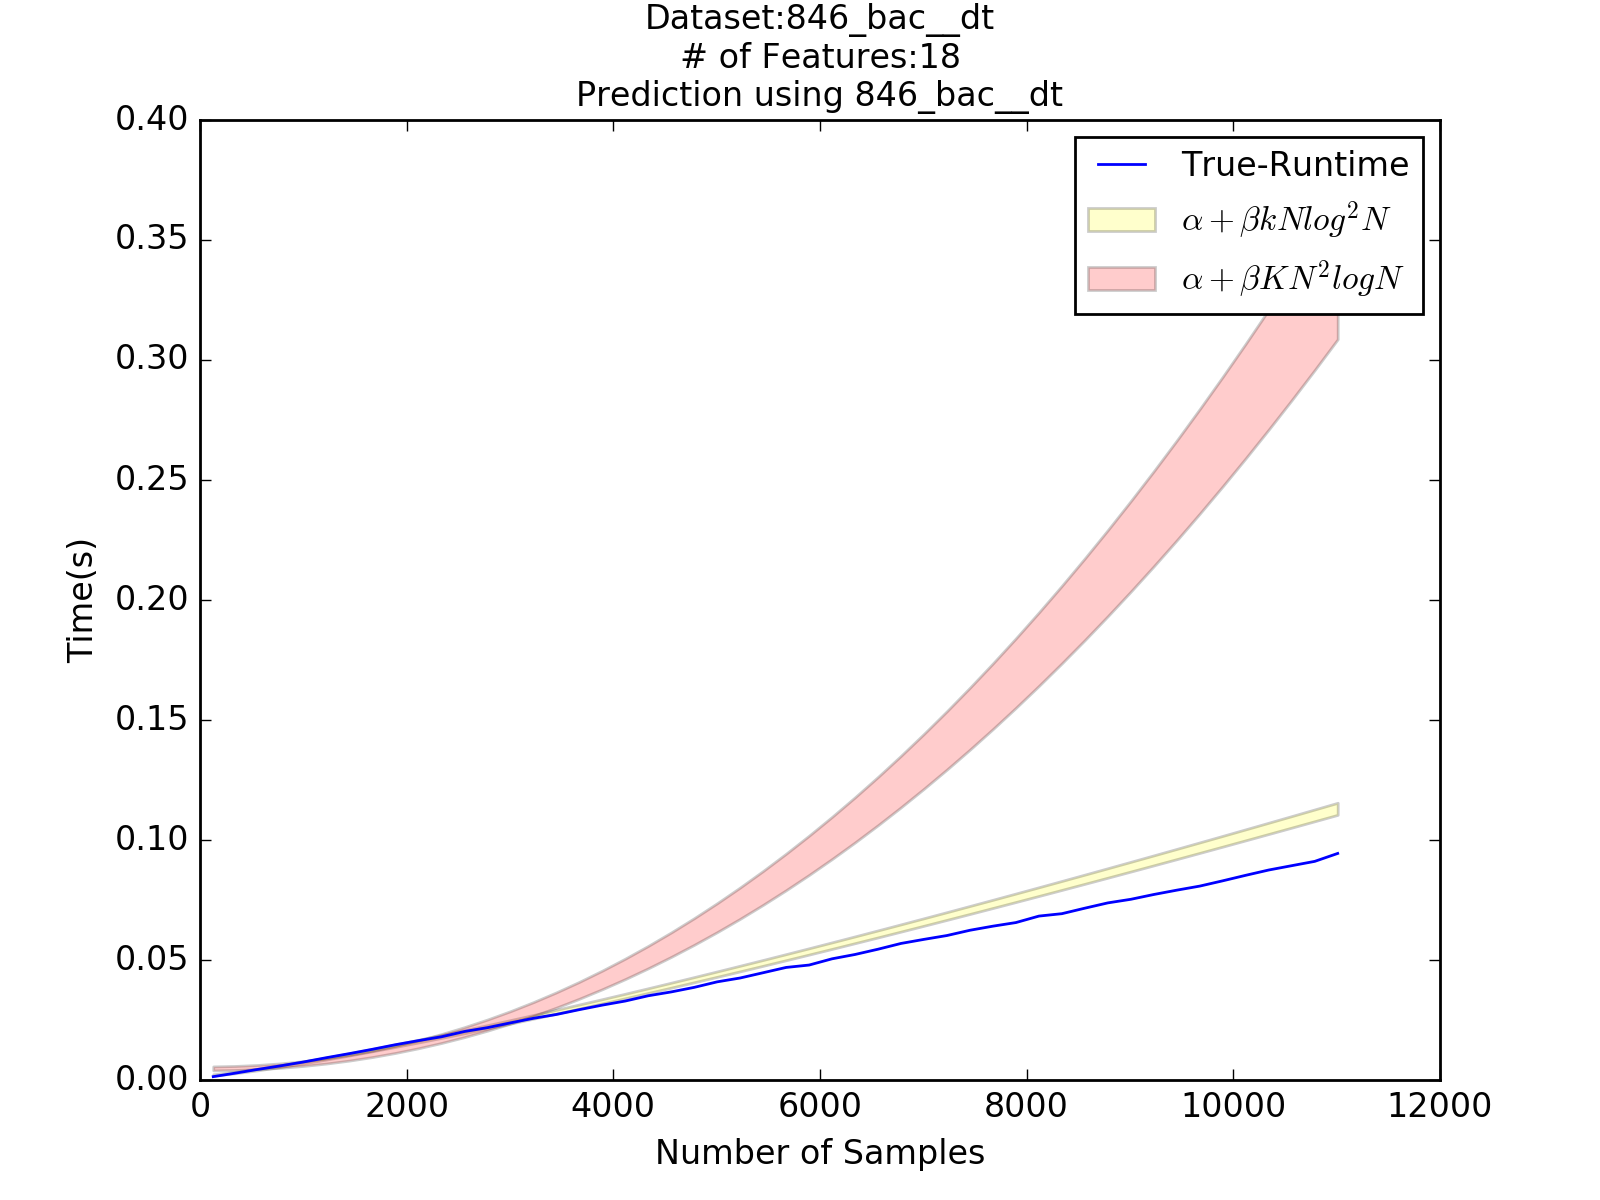 Dataset:846_bac__dt
# of Features:18
Prediction using 846_bac__dt
0.40
0.35
0.30
0.25
0.20
0.15
0.10
0.05
0.00
Time(s)
True-Runtime
α + βkNlog²N
α + βKN²logN
0 2000 4000 6000 8000 10000 12000
Number of Samples